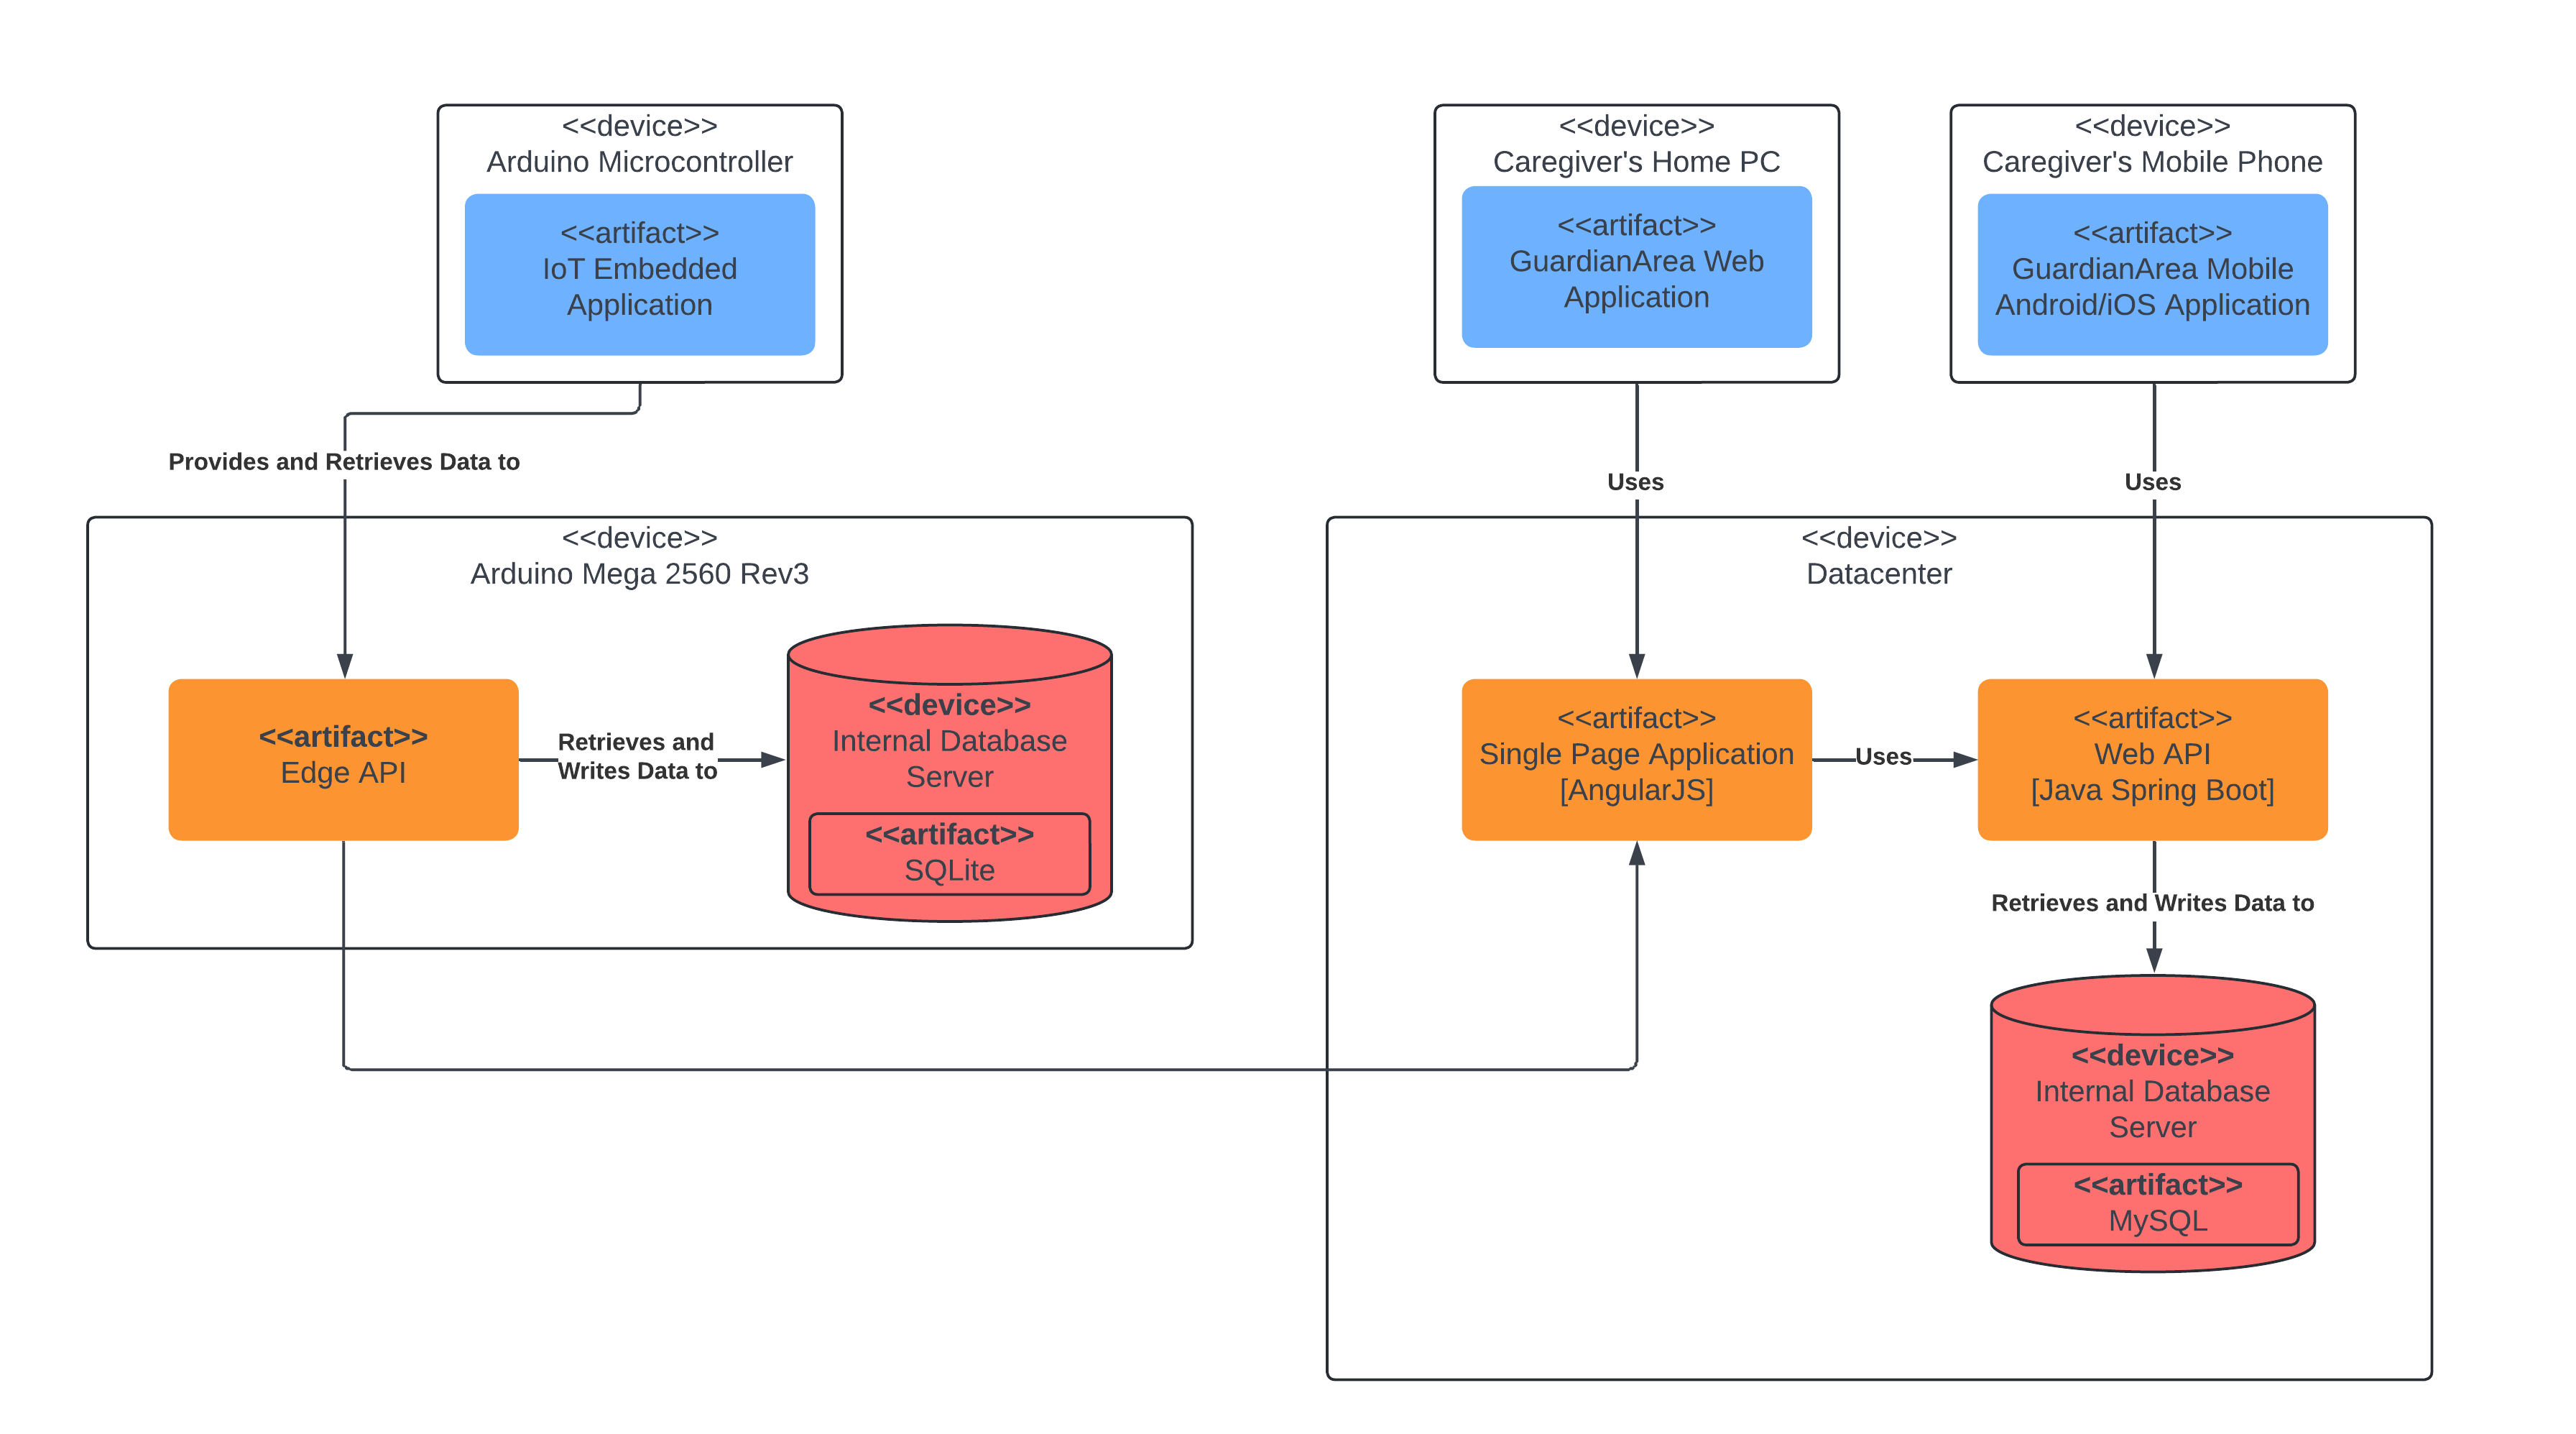 <<device>>
Arduino Microcontroller
<<artifact>>
IoT Embedded
Application
<<device>>
Caregiver's Home PC
<<artifact>>
GuardianArea Web
Application
<<device>>
Caregiver's Mobile Phone
<<artifact>>
GuardianArea Mobile
Android/iOS Application
Provides and Retrieves Data to
Uses
Uses
<<device>>
Arduino Mega 2560 Rev3
<<artifact>>
Edge API
Retrieves and
Writes Data to
<<device>>
Internal Database
Server
<<artifact>>
SQLite
<<device>>
Datacenter
<<artifact>>
Single Page Application
[AngularJS]
Uses
<<artifact>>
Web API
[Java Spring Boot]
Retrieves and Writes Data to
<<device>>
Internal Database
Server
<<artifact>>
MySQL